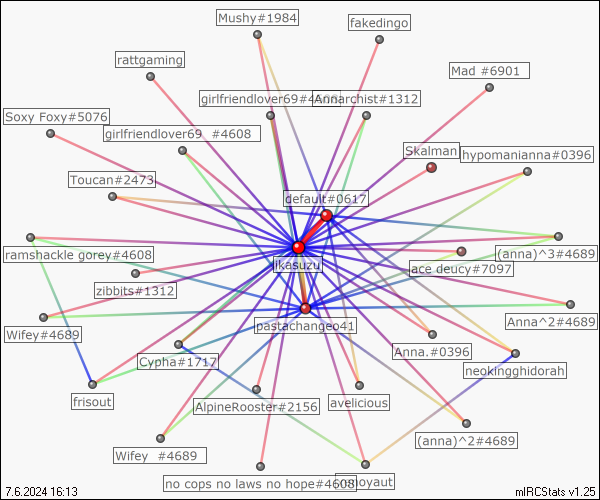 Mushy#1984
fakedingo
rattgaming
Mad #6901
girlfriendlover69#4608
Annarchist#1312
Soxy Foxy#5076
girlfriendlover69 #4608
Skalman
hypomanianna#0396
Toucan#2473
default#0617
ramshackle gorey#4608
(anna)^3#4689
ikasuzu
ace deucy#7097
zibbits#1312
Wifey#4689
pastachangeo41
Anna^2#4689
Cypha#1717
Anna.#0396
neokingghidorah
frisout
AlpineRooster#2156
avelicious
(anna)^2#4689
Wifey #4689
no cops no laws no hope#4608
7.6.2024 16:13
mIRCStats v1.25